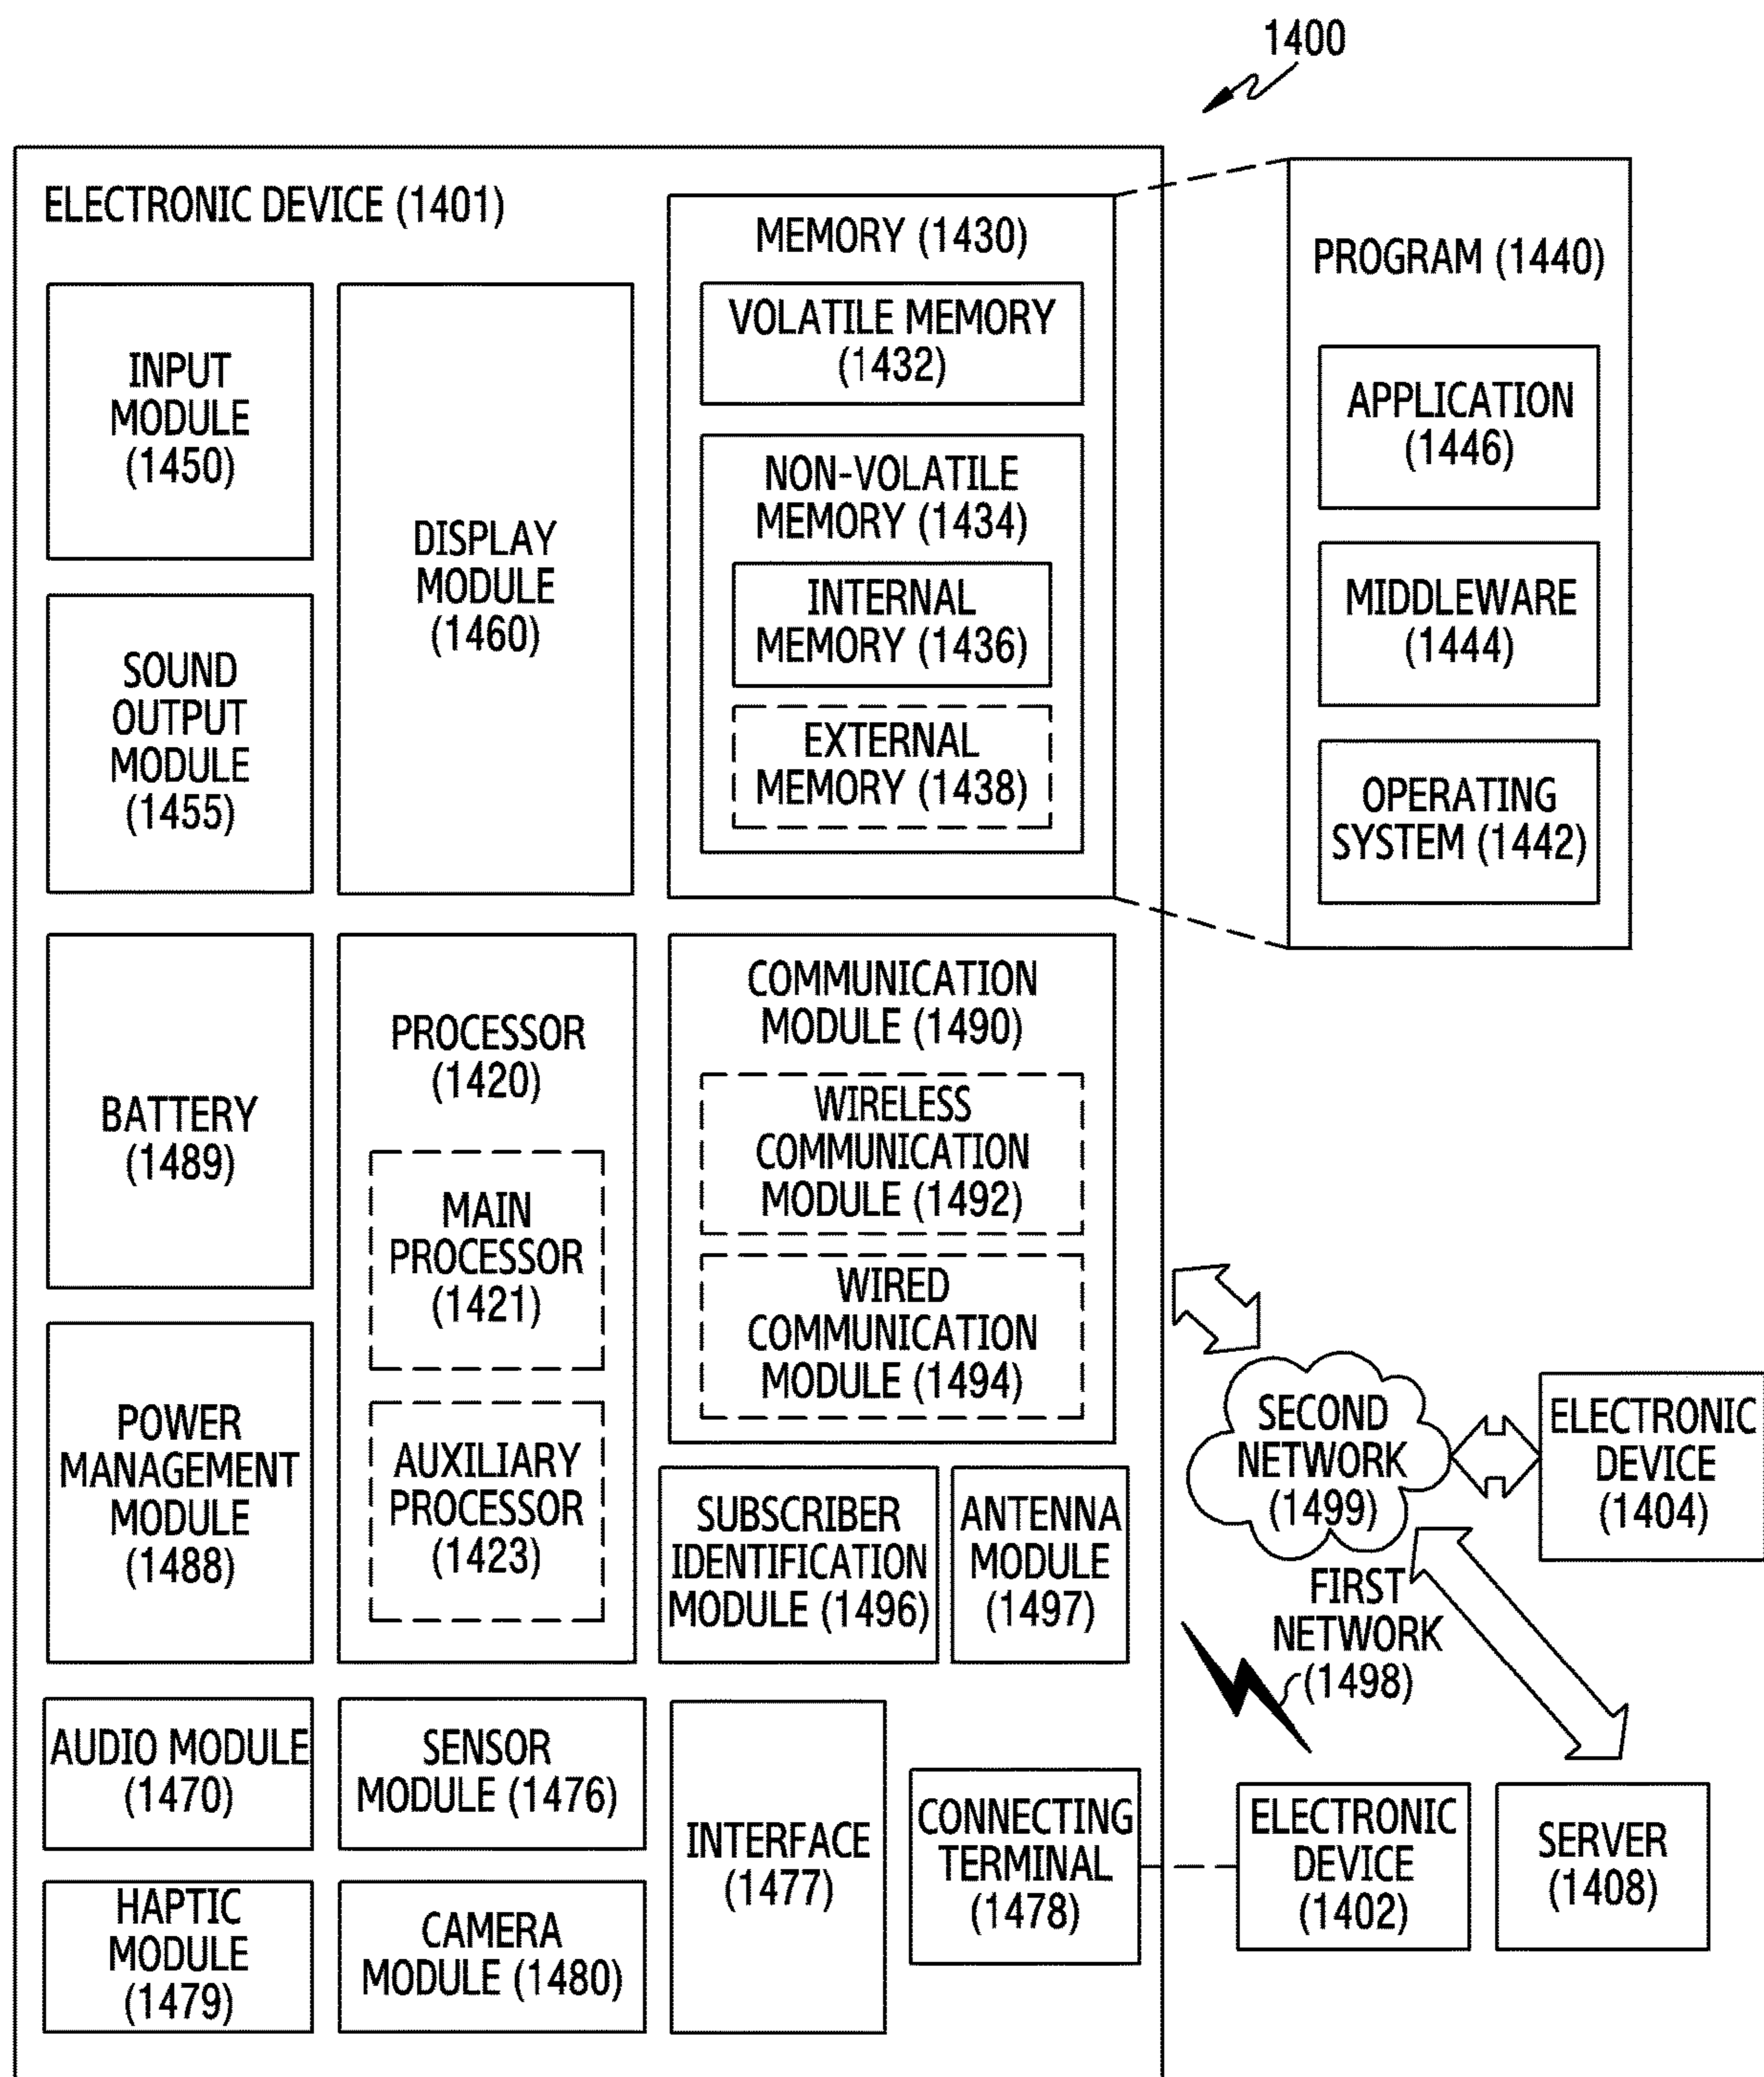 1400
ELECTRONIC DEVICE (1401)
INPUT
MODULE
(1450)
SOUND
OUTPUT
MODULE
(1455)
DISPLAY
MODULE
(1460)
MEMORY (1430)
VOLATILE MEMORY
(1432)
NON-VOLATILE
MEMORY (1434)
INTERNAL
MEMORY (1436)
EXTERNAL
MEMORY (1438)
PROGRAM (1440)
APPLICATION
(1446)
MIDDLEWARE
(1444)
OPERATING
SYSTEM (1442)
BATTERY
(1489)
POWER
MANAGEMENT
MODULE
(1488)
PROCESSOR
(1420)
MAIN
PROCESSOR
(1421)
AUXILIARY
PROCESSOR
(1423)
COMMUNICATION
MODULE (1490)
WIRELESS
COMMUNICATION
MODULE (1492)
WIRED
COMMUNICATION
MODULE (1494)
SUBSCRIBER
IDENTIFICATION
MODULE (1496)
ANTENNA
MODULE
(1497)
SECOND
NETWORK
(1499)
ELECTRONIC
DEVICE
(1404)
FIRST
NETWORK
(1498)
AUDIO MODULE
(1470)
SENSOR
MODULE (1476)
INTERFACE
(1477)
CONNECTING
TERMINAL
(1478)
ELECTRONIC
DEVICE
(1402)
SERVER
(1408)
HAPTIC
MODULE
(1479)
CAMERA
MODULE (1480)